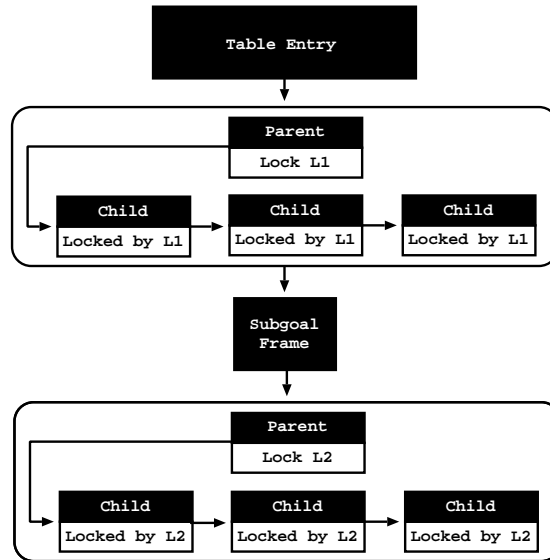 Table Entry
Parent
Lock L1
Child
Locked by L1
Child
Locked by L1
Child
Locked by L1
Subgoal
Frame
Parent
Lock L2
Child
Locked by L2
Child
Locked by L2
Child
Locked by L2